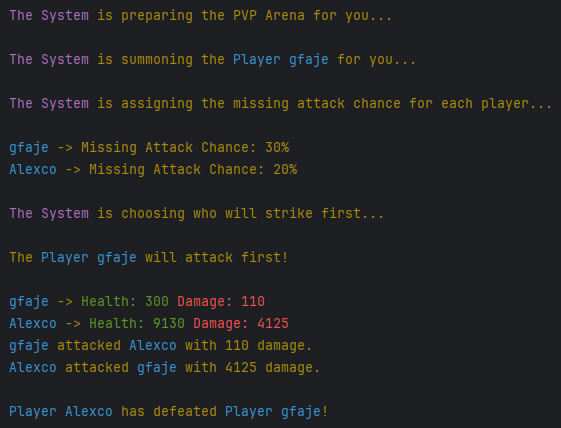 The System is preparing the PVP Arena for you...
The System is summoning the Player gfaje for you...
The System is assigning the missing attack chance for each player...
gfaje -> Missing Attack Chance: 30%
Alexco -> Missing Attack Chance: 20%
The System is choosing who will strike first...
The Player gfaje will attack first!
gfaje -> Health: 300 Damage: 110
Alexco -> Health: 9130 Damage: 4125
gfaje attacked Alexco with 110 damage.
Alexco attacked gfaje with 4125 damage.
Player Alexco has defeated Player gfaje!